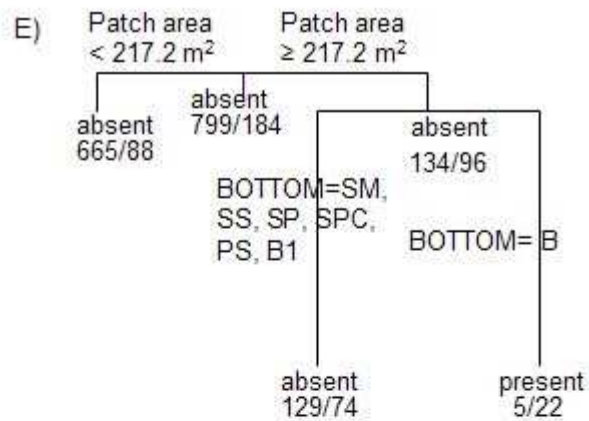 E)
Patch area
< 217.2 m²
Patch area
≥ 217.2 m²
absent
665/88
absent
799/184
absent
134/96
BOTTOM=SM,
SS, SP, SPC,
PS, B1
BOTTOM= B
absent
129/74
present
5/22